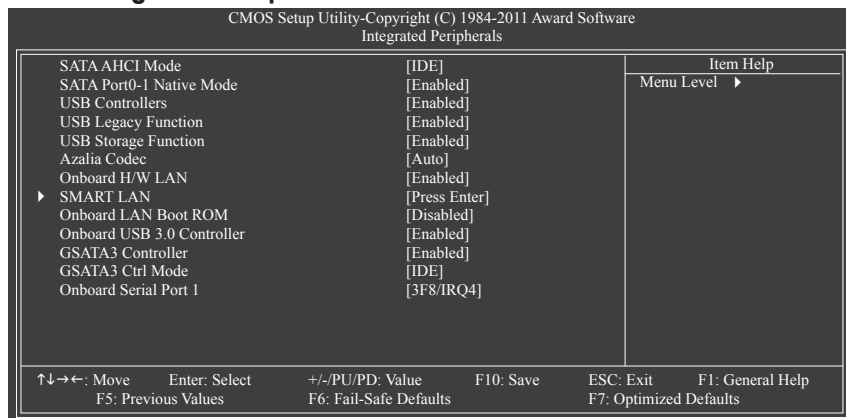 CMOS Setup Utility-Copyright (C) 1984-2011 Award Software
Integrated Peripherals
SATA AHCI Mode [IDE]
SATA Port0-1 Native Mode [Enabled]
USB Controllers [Enabled]
USB Legacy Function [Enabled]
USB Storage Function [Enabled]
Azalia Codec [Auto]
Onboard H/W LAN [Enabled]
SMART LAN [Press Enter]
Onboard LAN Boot ROM [Disabled]
Onboard USB 3.0 Controller [Enabled]
GSATA3 Controller [Enabled]
GSATA3 Ctrl Mode [IDE]
Onboard Serial Port 1 [3F8/IRQ4]
Item Help
Menu Level
↑↓→←: Move Enter: Select +/-/PU/PD: Value F10: Save ESC: Exit F1: General Help
F5: Previous Values F6: Fail-Safe Defaults F7: Optimized Defaults